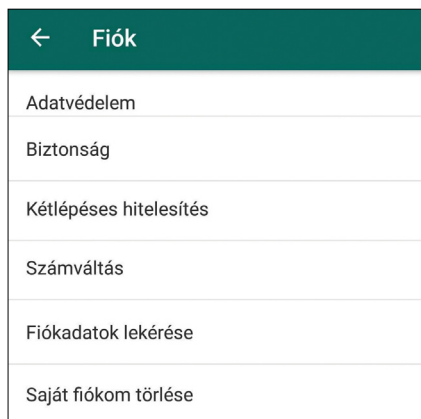 Fiók
Adatvédelem
Biztonság
Kétlépéses hitelesítés
Számváltás
Fiókadatok lekérése
Saját fiókom törlése